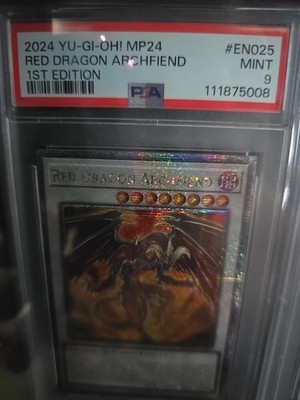 2024 YU-GI-OH! MP24 #EN025
RED DRAGON ARCHFIEND MINT
1ST EDITION 9
PSA 111875008
RED DRAGON ARCHFIEND